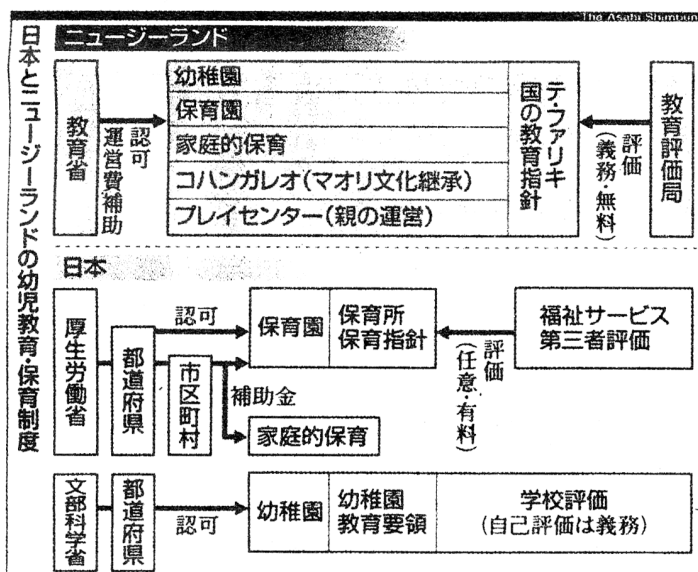 The Asahi Shimbun
日本とニュージーランドの幼児教育・保育制度
ニュージーランド
教育省
認可
運営費補助
幼稚園
保育園
家庭的保育
コハンガレオ(マオリ文化継承)
プレイセンター(親の運営)
テ・ファリキ
国の教育指針
評価
(義務・無料)
教育評価局
日本
厚生労働省
都道府県
市区町村
認可
補助金
保育園
保育所
保育指針
家庭的保育
評価
(任意・有料)
福祉サービス
第三者評価
文部科学省
都道府県
認可
幼稚園
幼稚園
教育要領
学校評価
(自己評価は義務)